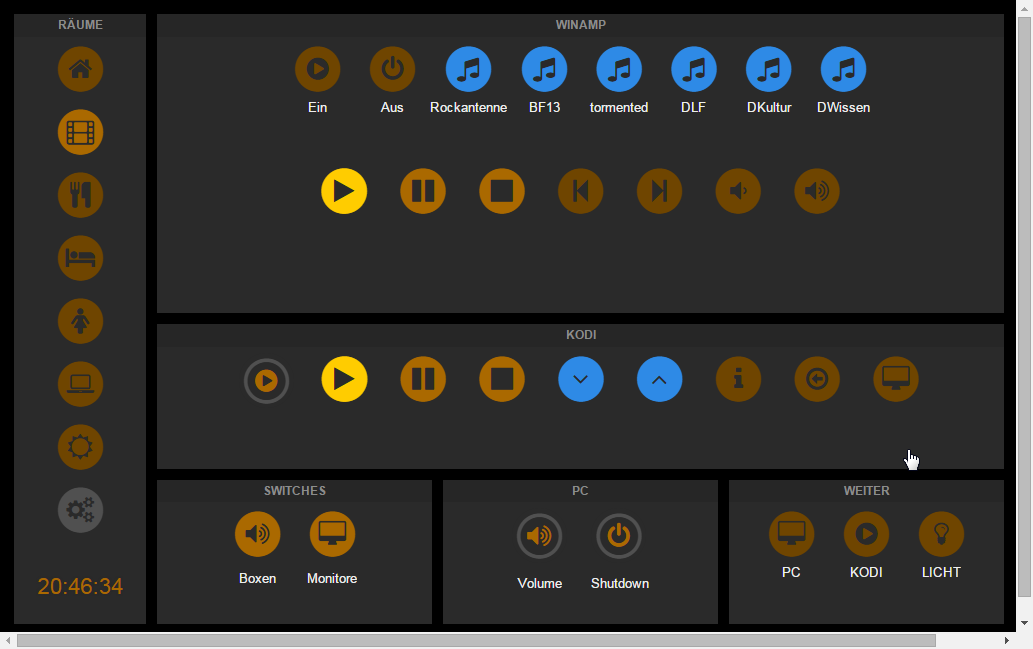 RÄUME
WINAMP
Ein Aus Rockantenne BF13 tormented DLF DKultur DWissen
KODI
SWITCHES
PC
WEITER
Boxen Monitore
Volume Shutdown
PC KODI LICHT
20:46:34